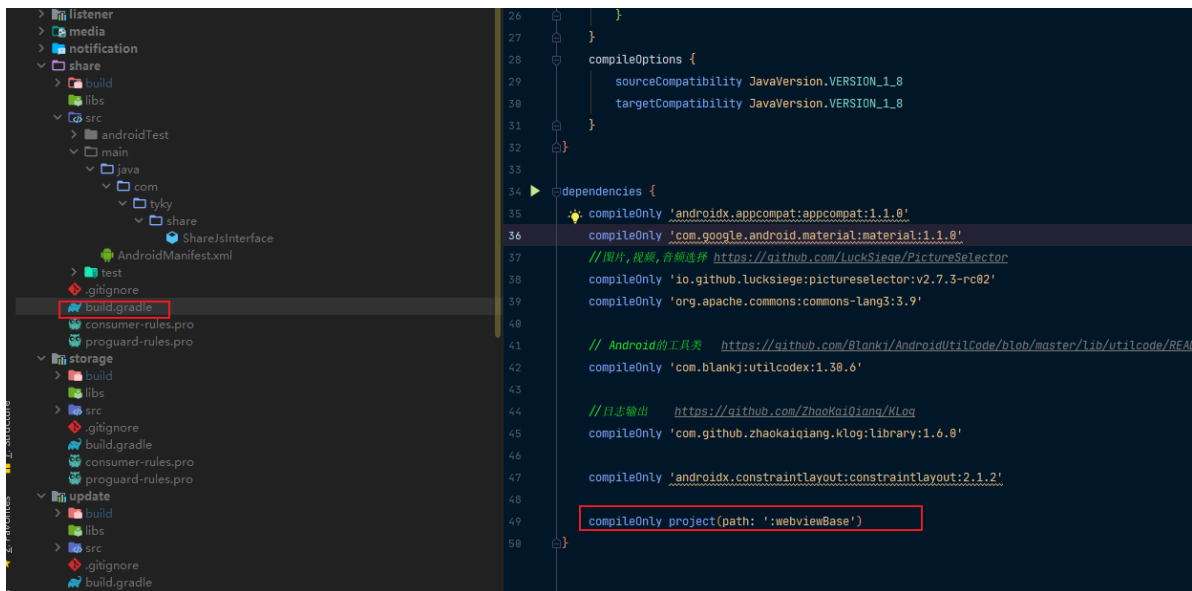 listener
media
notification
share
build
libs
src
androidTest
main
java
com
tyky
share
ShareJsInterface
AndroidManifest.xml
test
.gitignore
build.gradle
consumer-rules.pro
proguard-rules.pro
storage
build
libs
src
.gitignore
build.gradle
consumer-rules.pro
proguard-rules.pro
update
build
libs
src
.gitignore
build.gradle
26 }
27 }
28 compileOptions {
29 sourceCompatibility JavaVersion.VERSION_1_8
30 targetCompatibility JavaVersion.VERSION_1_8
31 }
32 }
33
34 dependencies {
35 compileOnly 'androidx.appcompat:appcompat:1.1.0'
36 compileOnly 'com.google.android.material:material:1.1.0'
37 //图片,视频,音频选择 https://github.com/LuckSiege/PictureSelector
38 compileOnly 'io.github.lucksiege:pictureselector:v2.7.3-rc02'
39 compileOnly 'org.apache.commons:commons-lang3:3.9'
40
41 // Android的工具类 https://github.com/Blankj/AndroidUtilCode/blob/master/lib/utilcode/READ
42 compileOnly 'com.blankj:utilcodex:1.30.6'
43
44 //日志输出 https://github.com/ZhaoKaiQiang/KLog
45 compileOnly 'com.github.zhaokaiqiang.klog:library:1.6.0'
46
47 compileOnly 'androidx.constraintlayout:constraintlayout:2.1.2'
48
49 compileOnly project(path: ':webviewBase')
50 }